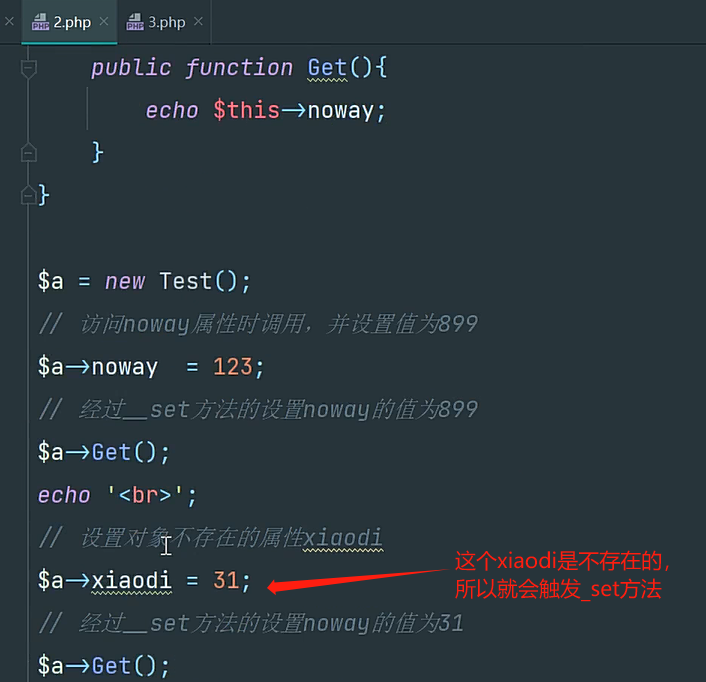 2.php
3.php
public function Get(){
echo $this->noway;
}
}
$a = new Test();
// 访问noway属性时调用，并设置值为899
$a->noway  = 123;
// 经过__set方法的设置noway的值为899
$a->Get();
echo '<br>';
// 设置对象不存在的属性xiaodi
$a->xiaodi = 31;
这个xiaodi是不存在的，
所以就会触发_set方法
// 经过__set方法的设置noway的值为31
$a->Get();